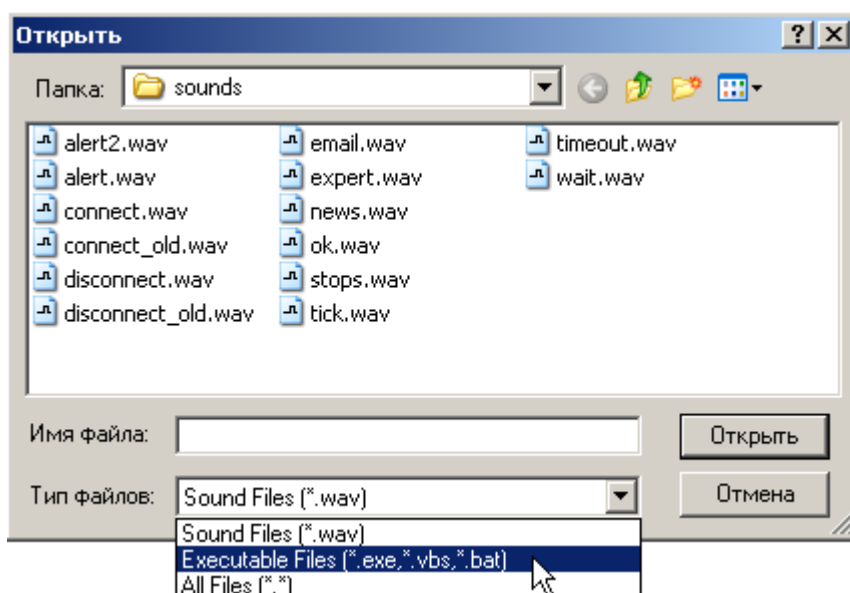 Открыть
Папка: sounds
alert2.wav
alert.wav
connect.wav
connect_old.wav
disconnect.wav
disconnect_old.wav
email.wav
expert.wav
news.wav
ok.wav
stops.wav
tick.wav
timeout.wav
wait.wav
Имя файла:
Открыть
Тип файлов: Sound Files (*.wav)
Отмена
Sound Files (*.wav)
Executable Files (*.exe,*.vbs,*.bat)
All Files (*.*)